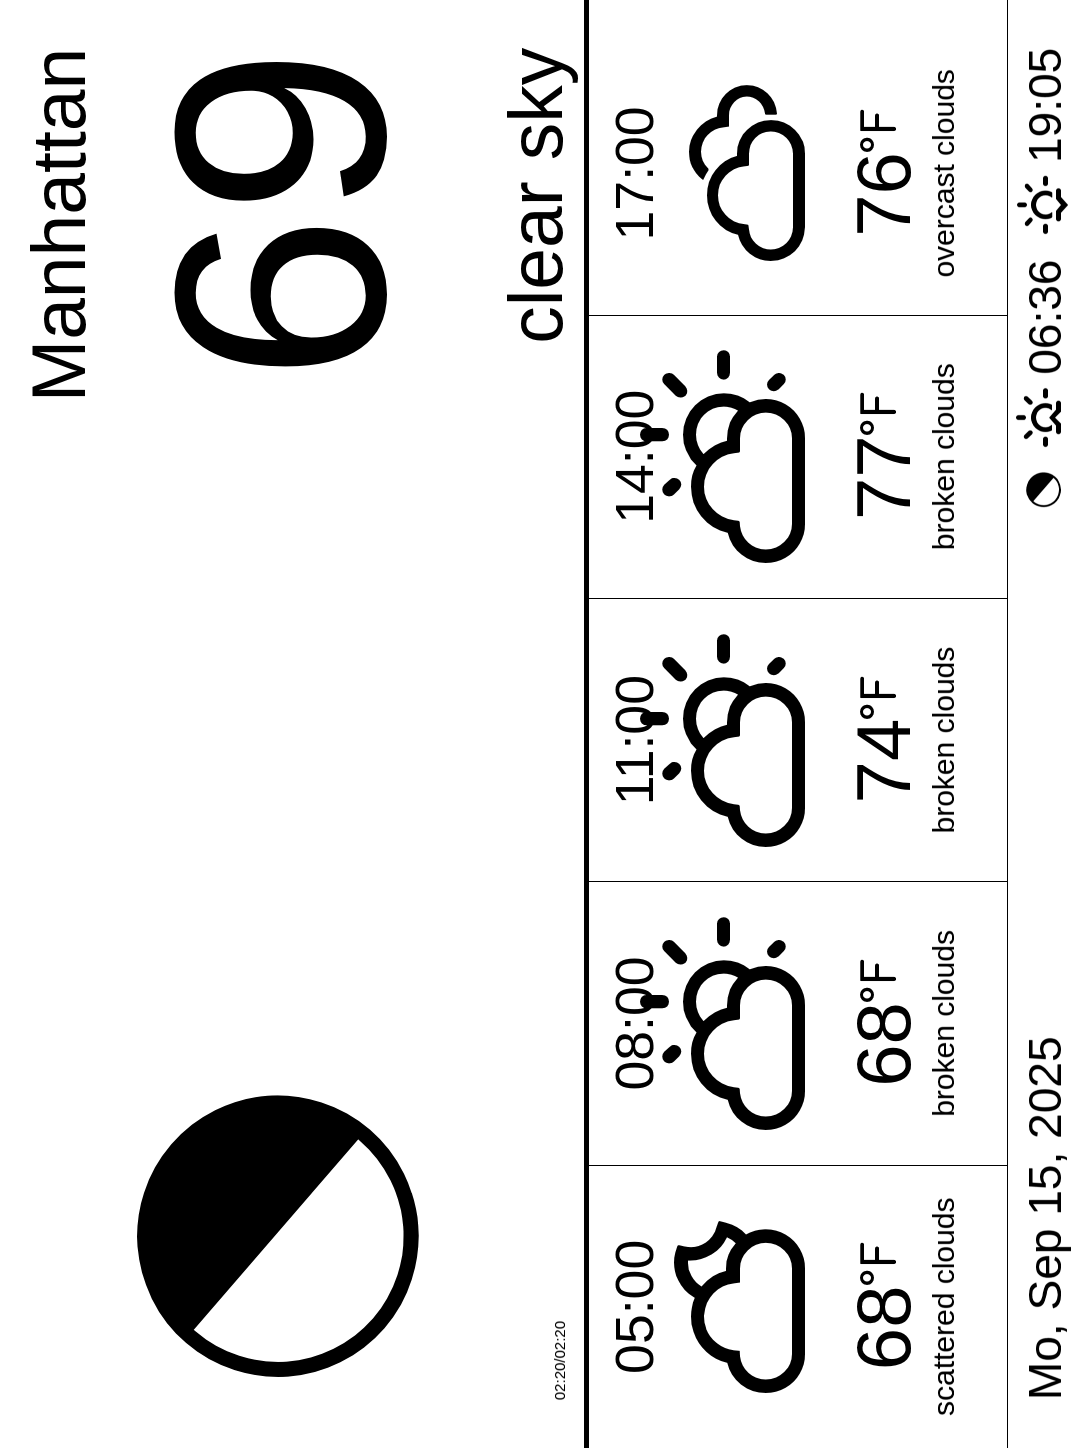 Manhattan
69
clear sky
02:20/02:20
05:00
68°F
scattered clouds
08:00
68°F
broken clouds
11:00
74°F
broken clouds
14:00
77°F
broken clouds
17:00
76°F
overcast clouds
Mo, Sep 15, 2025
06:36
19:05